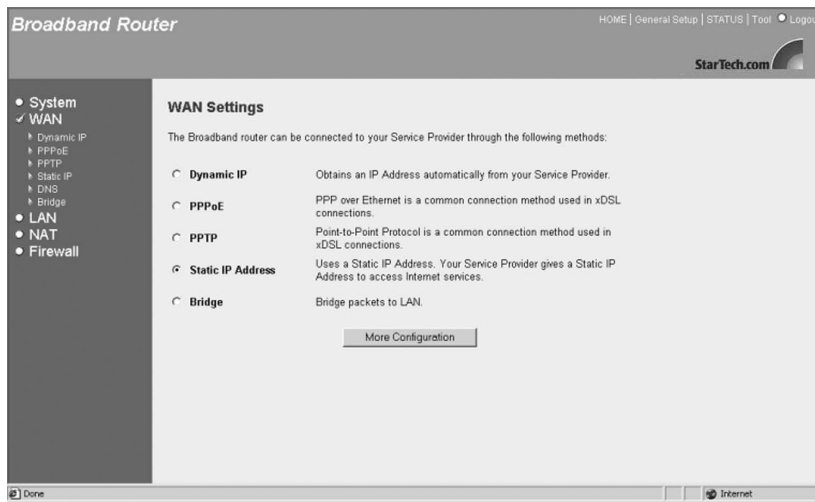 Broadband Router
HOME | General Setup | STATUS | Tool Logou
StarTech.com
System
WAN
Dynamic IP
PPPoE
PPTP
Static IP
DNS
Bridge
LAN
NAT
Firewall
WAN Settings
The Broadband router can be connected to your Service Provider through the following methods:
Dynamic IP Obtains an IP Address automatically from your Service Provider.
PPPoE PPP over Ethernet is a common connection method used in xDSL
connections.
PPTP Point-to-Point Protocol is a common connection method used in
xDSL connections.
Static IP Address Uses a Static IP Address. Your Service Provider gives a Static IP
Address to access Internet services.
Bridge Bridge packets to LAN.
More Configuration
Done
Internet